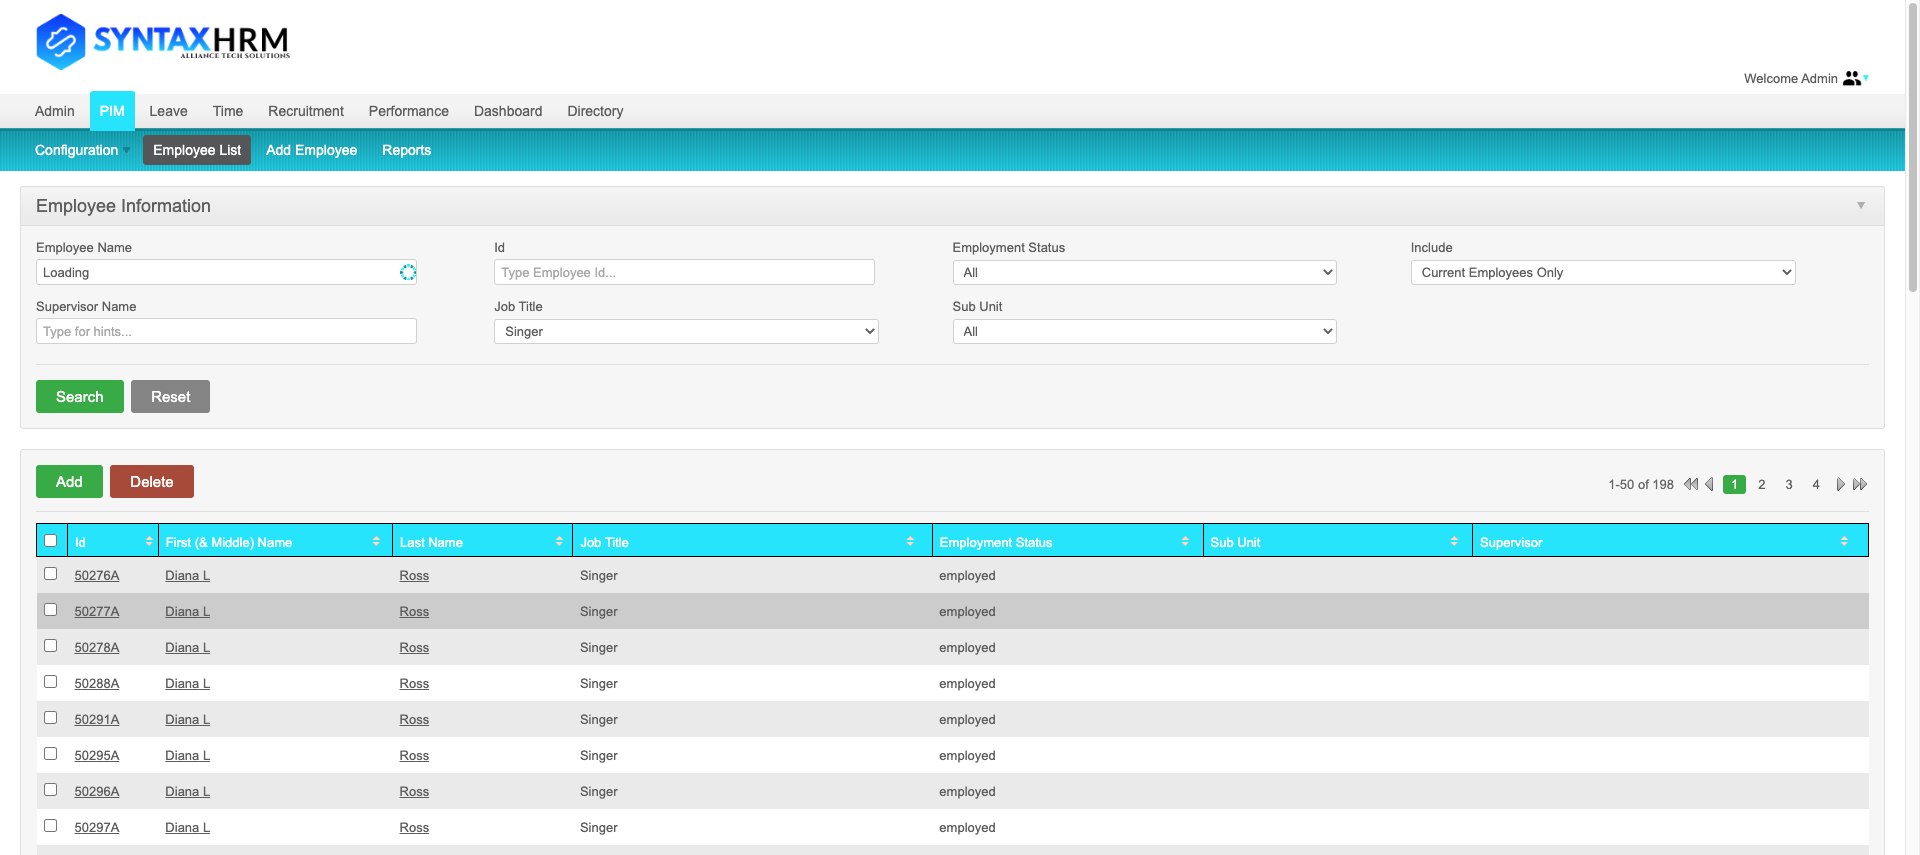 SYNTAXHRM
ALLIANCE TECH SOLUTIONS
Welcome Admin
Admin PIM Leave Time Recruitment Performance Dashboard Directory
Configuration Employee List Add Employee Reports
Employee Information
Employee Name Id Employment Status Include
Loading Type Employee Id... All Current Employees Only
Supervisor Name Job Title Sub Unit
Type for hints... Singer All
Search Reset
Add Delete 1-50 of 198 1 2 3 4
Id First (& Middle) Name Last Name Job Title Employment Status Sub Unit Supervisor
50276A Diana L Ross Singer employed
50277A Diana L Ross Singer employed
50278A Diana L Ross Singer employed
50288A Diana L Ross Singer employed
50291A Diana L Ross Singer employed
50295A Diana L Ross Singer employed
50296A Diana L Ross Singer employed
50297A Diana L Ross Singer employed